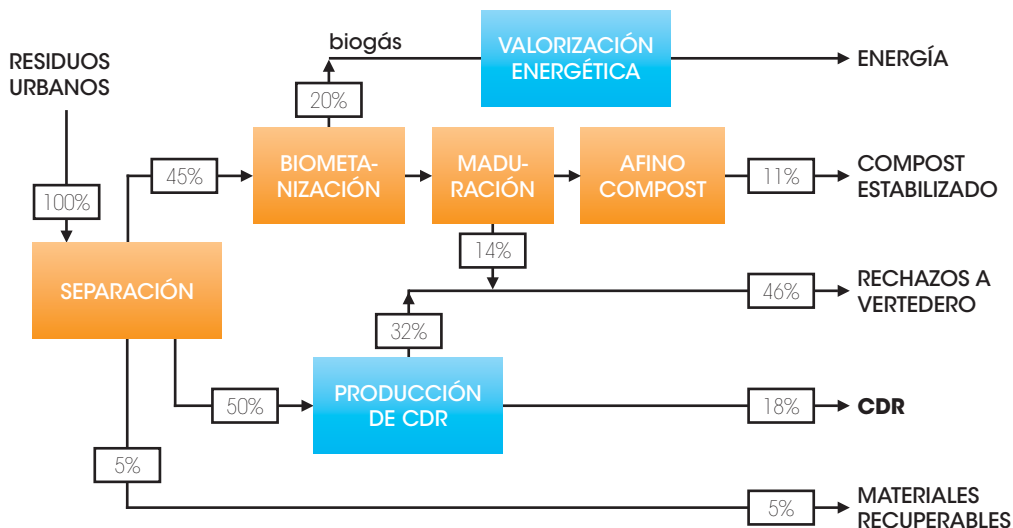 biogás
VALORIZACIÓN
ENERGÉTICA
ENERGÍA
RESIDUOS
URBANOS
20%
45%
BIOMETA-
NIZACIÓN
MADU-
RACIÓN
AFINO
COMPOST
11%
COMPOST
ESTABILIZADO
100%
14%
SEPARACIÓN
46%
RECHAZOS A
VERTEDERO
32%
50%
PRODUCCIÓN
DE CDR
18%
CDR
5%
5%
MATERIALES
RECUPERABLES